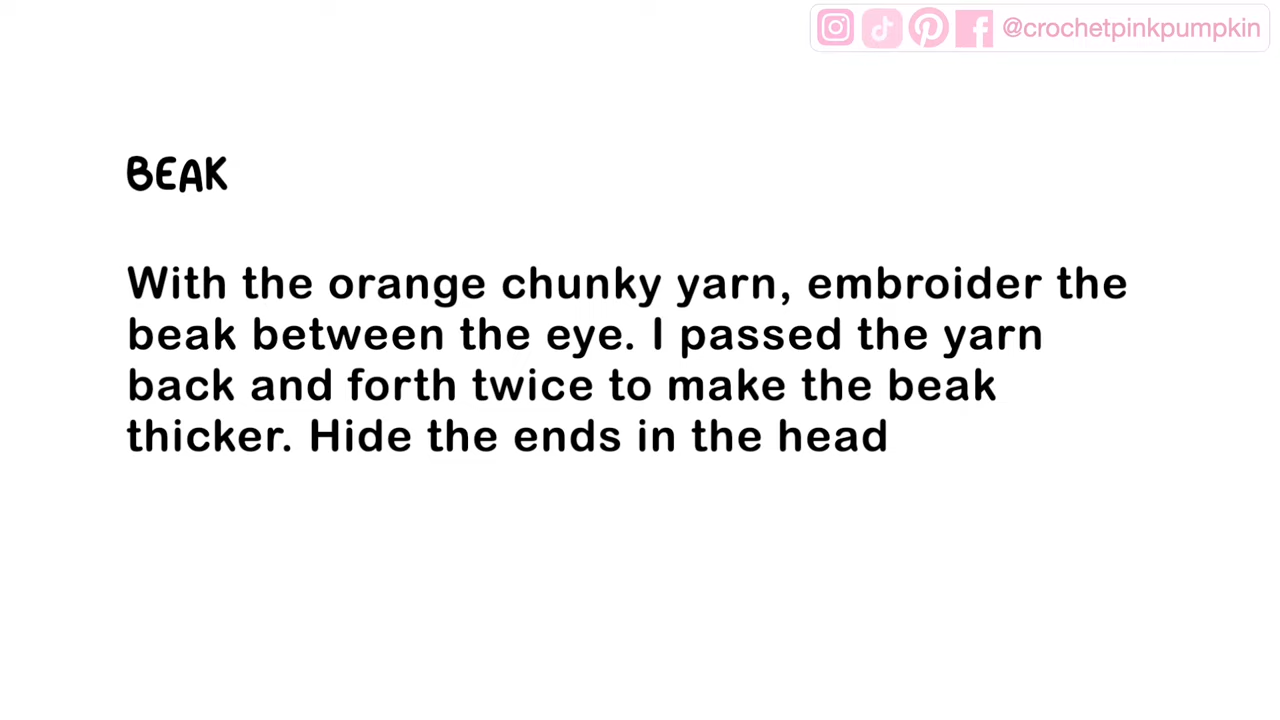 @crochetpinkpumpkin
BEAK
With the orange chunky yarn, embroider the
beak between the eye. I passed the yarn
back and forth twice to make the beak
thicker. Hide the ends in the head